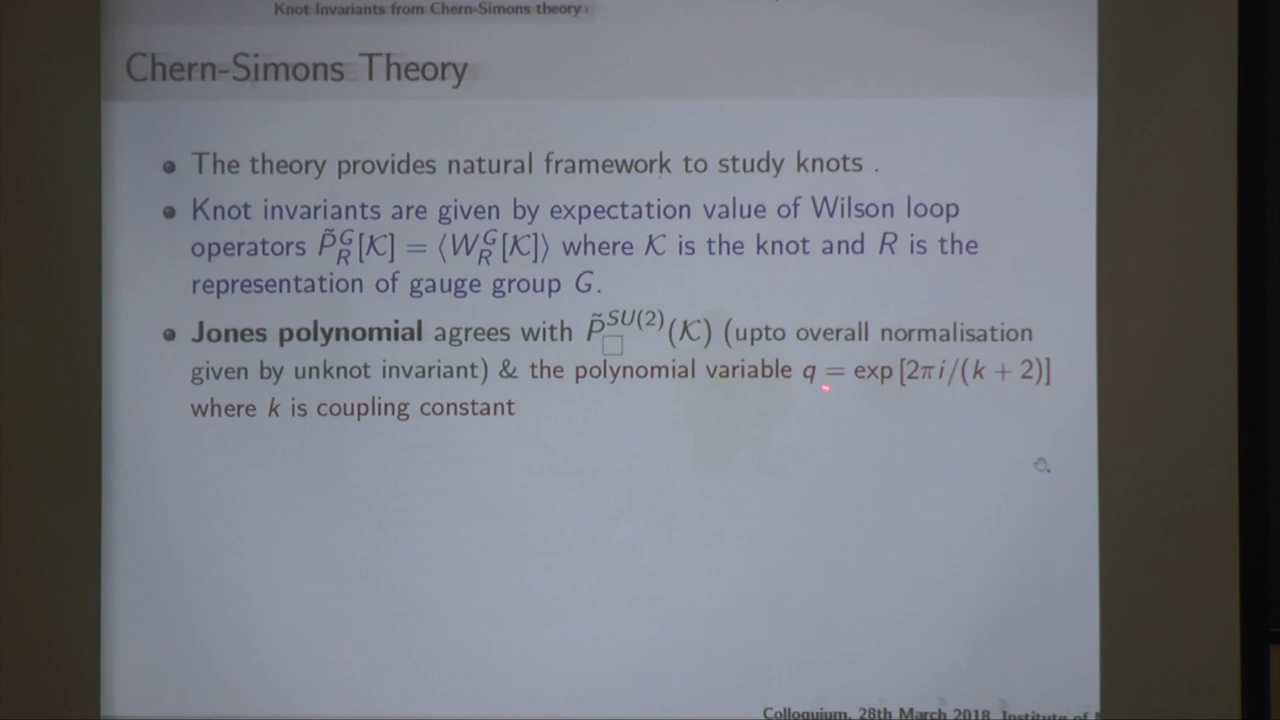 Knot Invariants from Chern-Simons theory
Chern-Simons Theory
The theory provides natural framework to study knots .
Knot invariants are given by expectation value of Wilson loop
operators P̃_R^G[𝒦] = ⟨W_R^G[𝒦]⟩ where 𝒦 is the knot and R is the
representation of gauge group G.
Jones polynomial agrees with P̃_□^{SU(2)}(𝒦) (upto overall normalisation
given by unknot invariant) & the polynomial variable q = exp [2πi/(k + 2)]
where k is coupling constant
Colloquium, 28th March 2018, Institute of